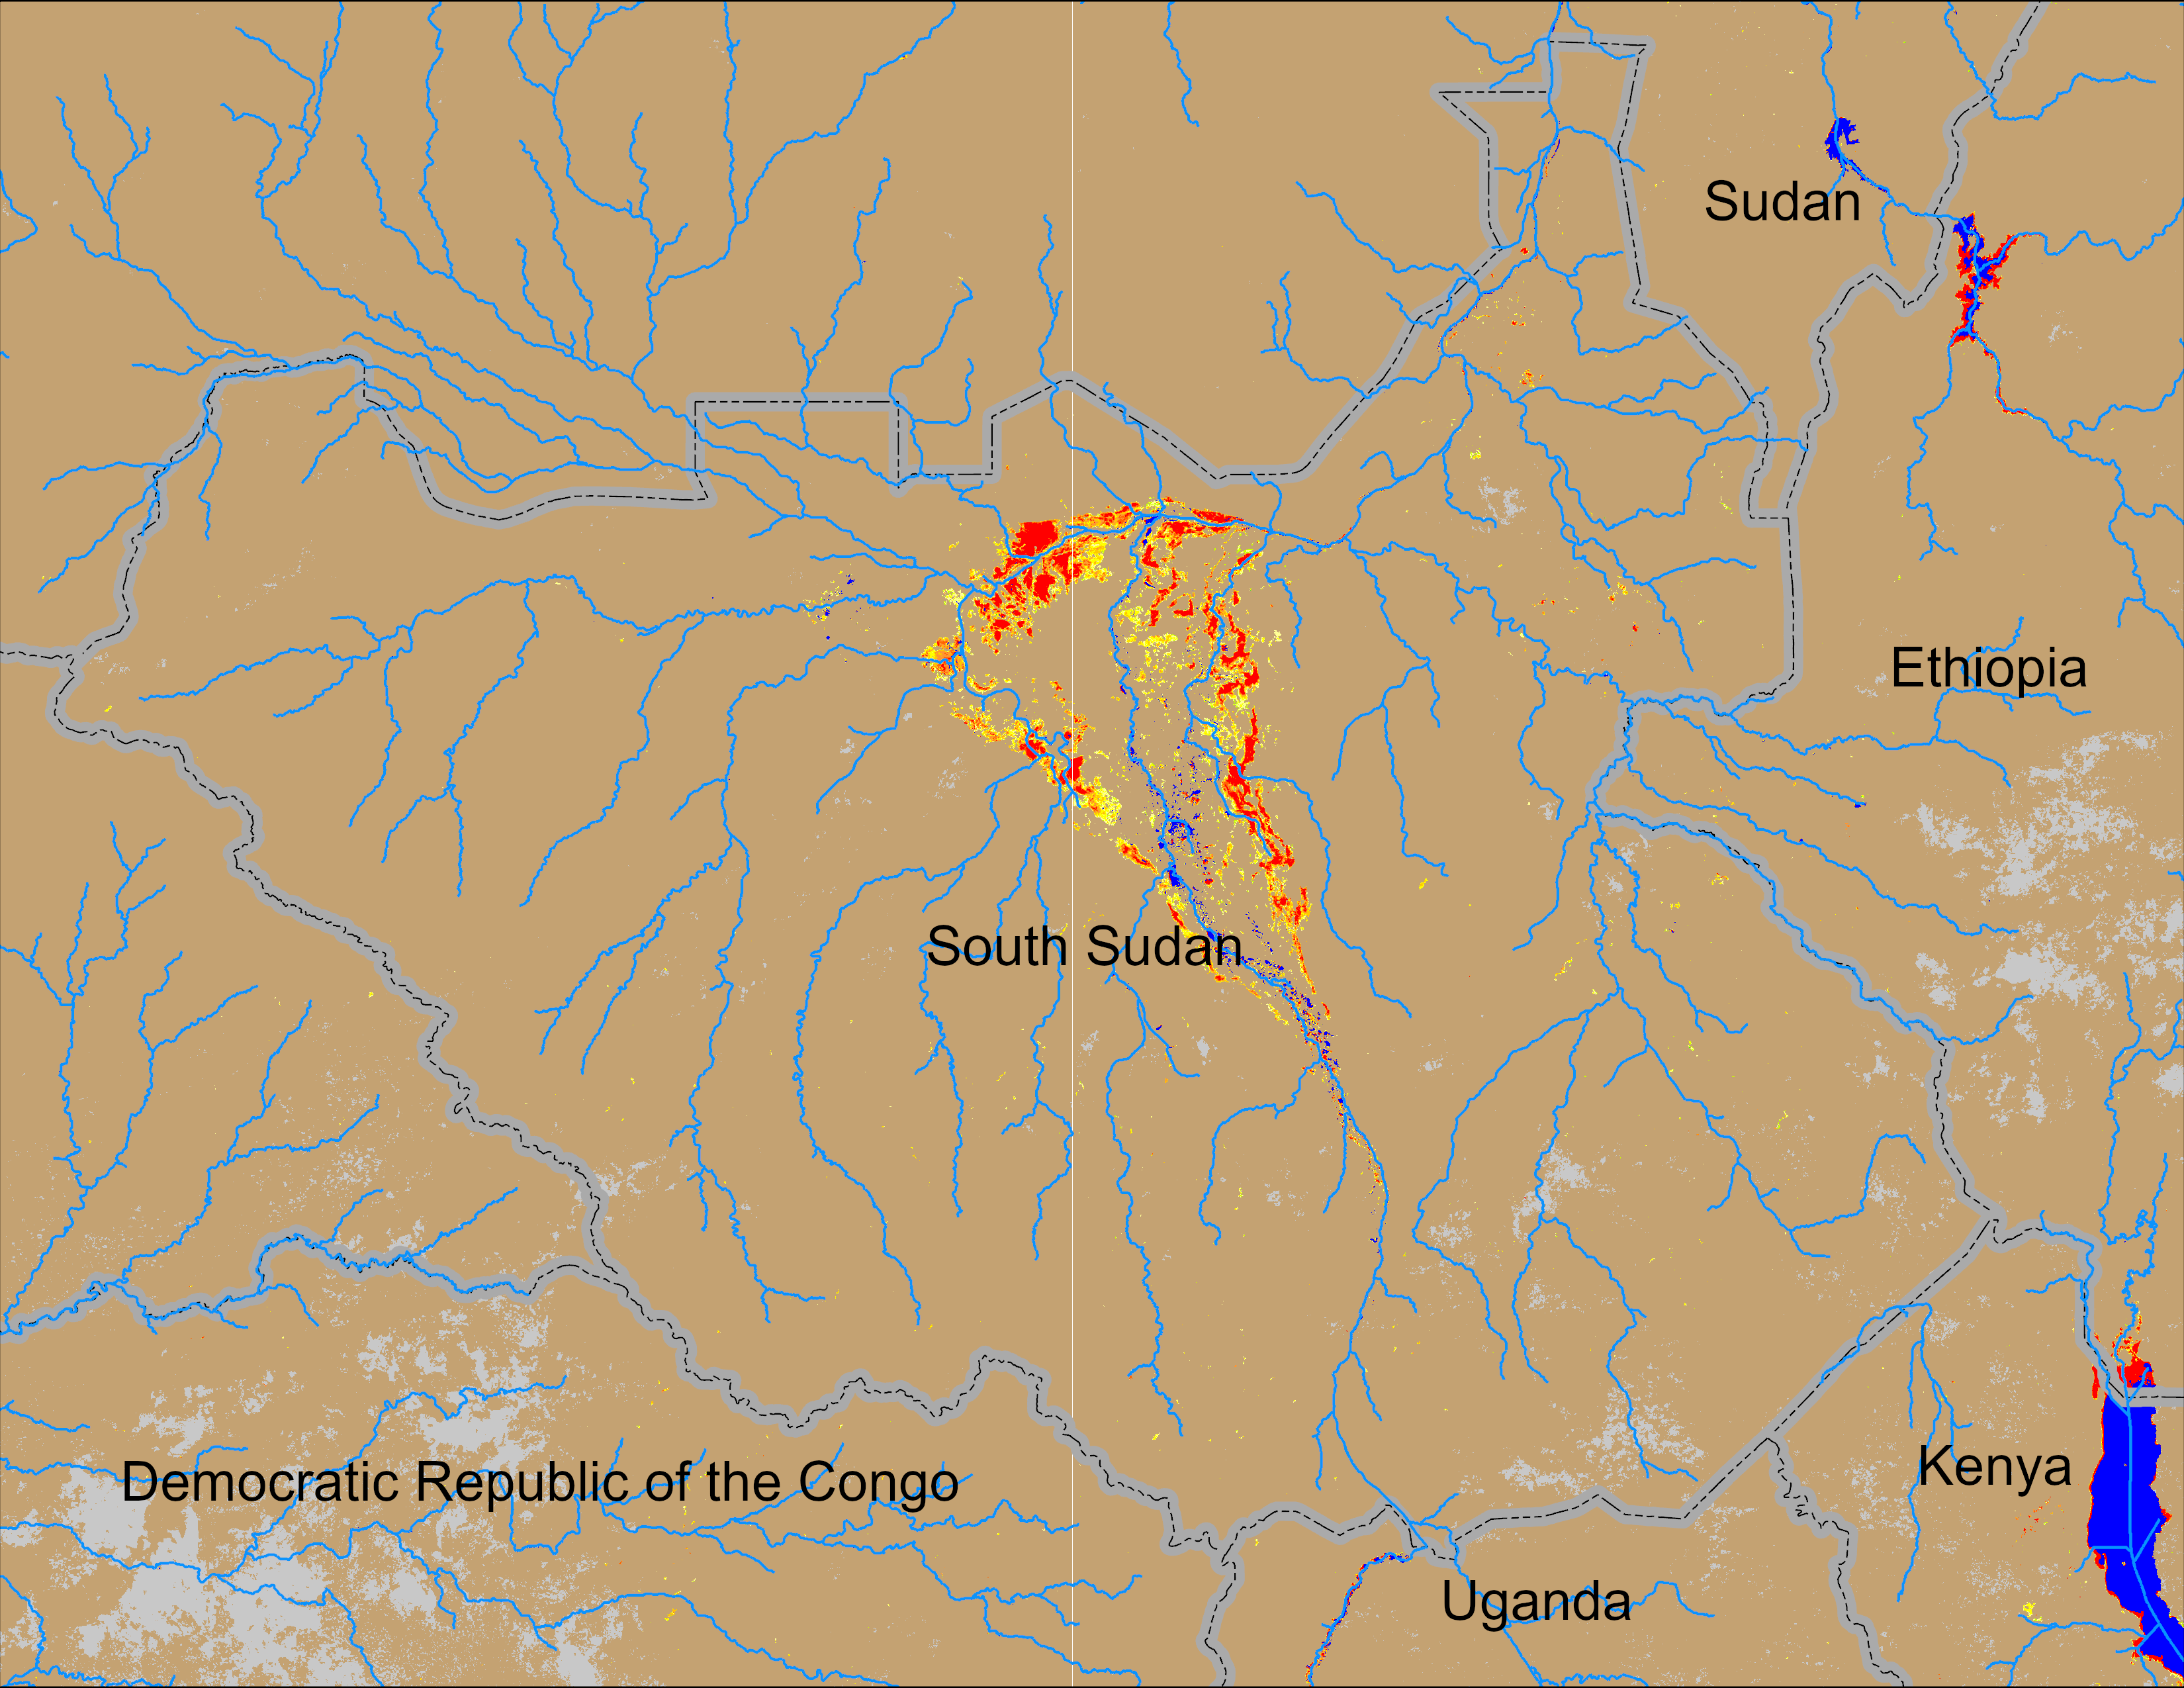 Sudan
Ethiopia
South Sudan
Democratic Republic of the Congo
Kenya
Uganda